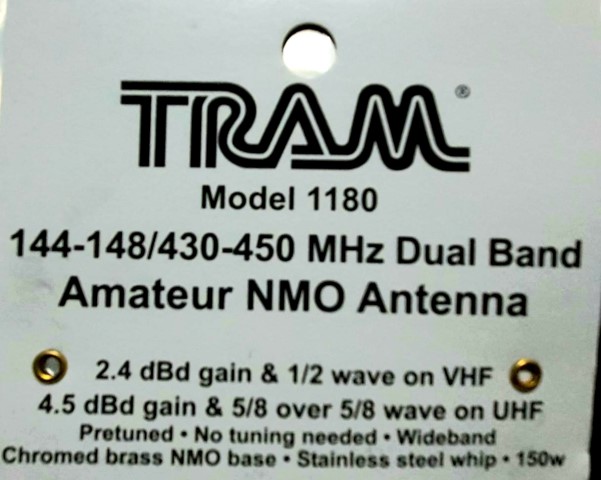 TRAM®
Model 1180
144-148/430-450 MHz Dual Band
Amateur NMO Antenna
2.4 dBd gain & 1/2 wave on VHF
4.5 dBd gain & 5/8 over 5/8 wave on UHF
Pretuned • No tuning needed • Wideband
Chromed brass NMO base • Stainless steel whip • 150w